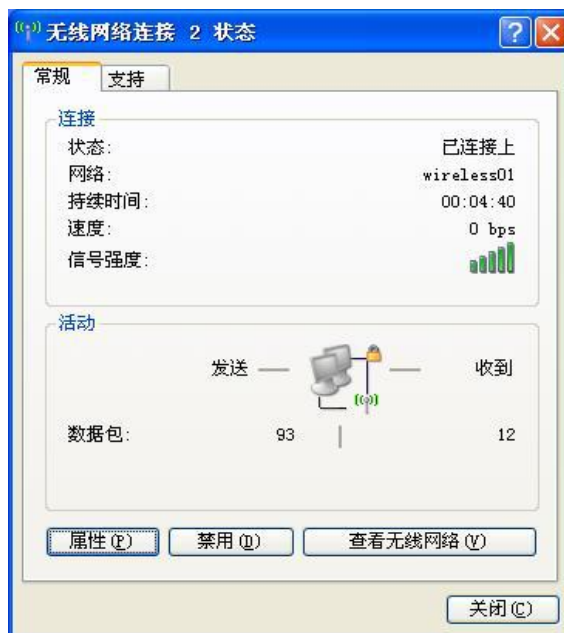 无线网络连接 2 状态
常规 支持
连接
状态: 已连接上
网络: wireless01
持续时间: 00:04:40
速度: 0 bps
信号强度:
活动
发送 收到
数据包: 93 12
属性(P) 禁用(D) 查看无线网络(V)
关闭(C)